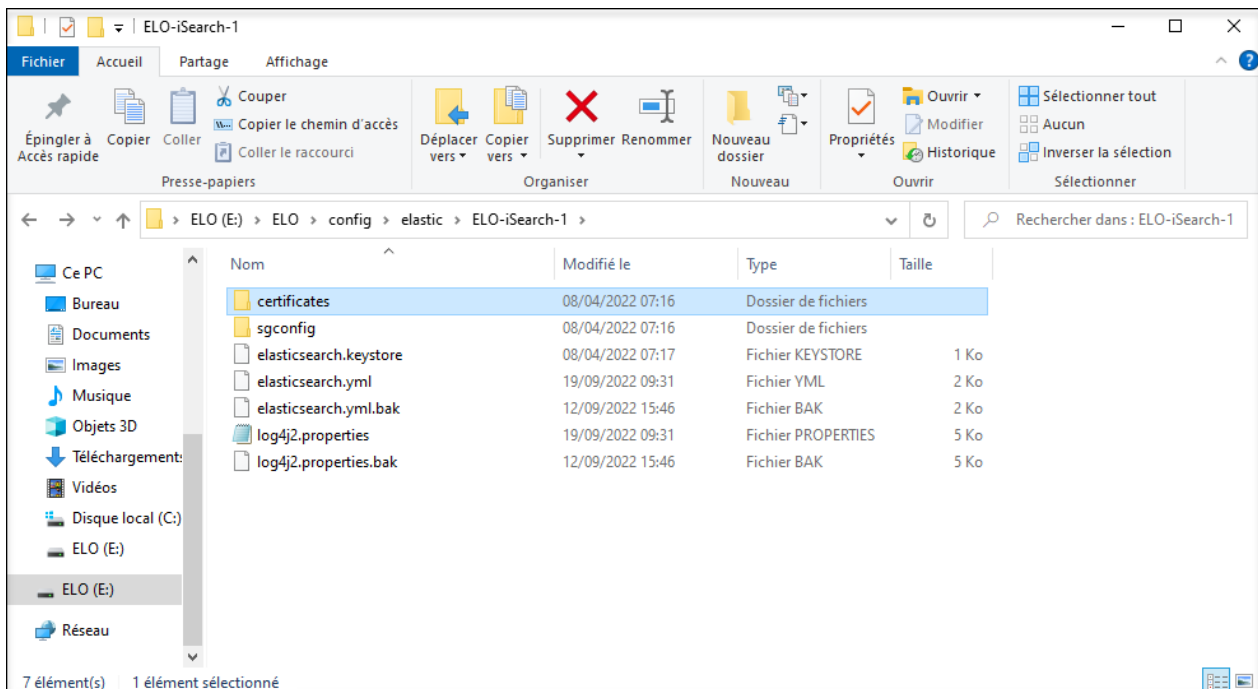 ELO-iSearch-1
Fichier Accueil Partage Affichage
Épingler à Accès rapide
Copier
Coller
Couper
Copier le chemin d'accès
Coller le raccourci
Déplacer vers
Copier vers
Supprimer
Renommer
Nouveau dossier
Propriétés
Ouvrir
Modifier
Historique
Sélectionner tout
Aucun
Inverser la sélection
Presse-papiers Organiser Nouveau Ouvrir Sélectionner
ELO (E:) > ELO > config > elastic > ELO-iSearch-1 >
Rechercher dans : ELO-iSearch-1
Ce PC
Bureau
Documents
Images
Musique
Objets 3D
Téléchargements
Vidéos
Disque local (C:)
ELO (E:)
ELO (E:)
Réseau
Nom Modifié le Type Taille
certificates 08/04/2022 07:16 Dossier de fichiers
sgconfig 08/04/2022 07:16 Dossier de fichiers
elasticsearch.keystore 08/04/2022 07:17 Fichier KEYSTORE 1 Ko
elasticsearch.yml 19/09/2022 09:31 Fichier YML 2 Ko
elasticsearch.yml.bak 12/09/2022 15:46 Fichier BAK 2 Ko
log4j2.properties 19/09/2022 09:31 Fichier PROPERTIES 5 Ko
log4j2.properties.bak 12/09/2022 15:46 Fichier BAK 5 Ko
7 élément(s) 1 élément sélectionné